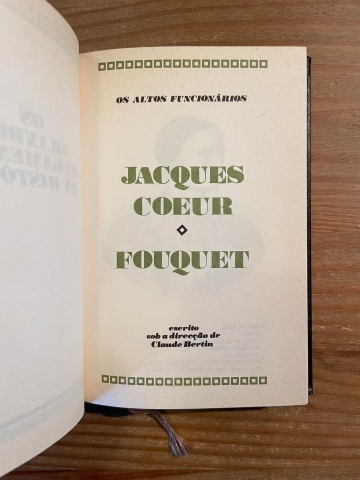 OS ALTOS FUNCIONÁRIOS
JACQUES
COEUR
FOUQUET
escrito
sob a direcção de
Claude Bertin